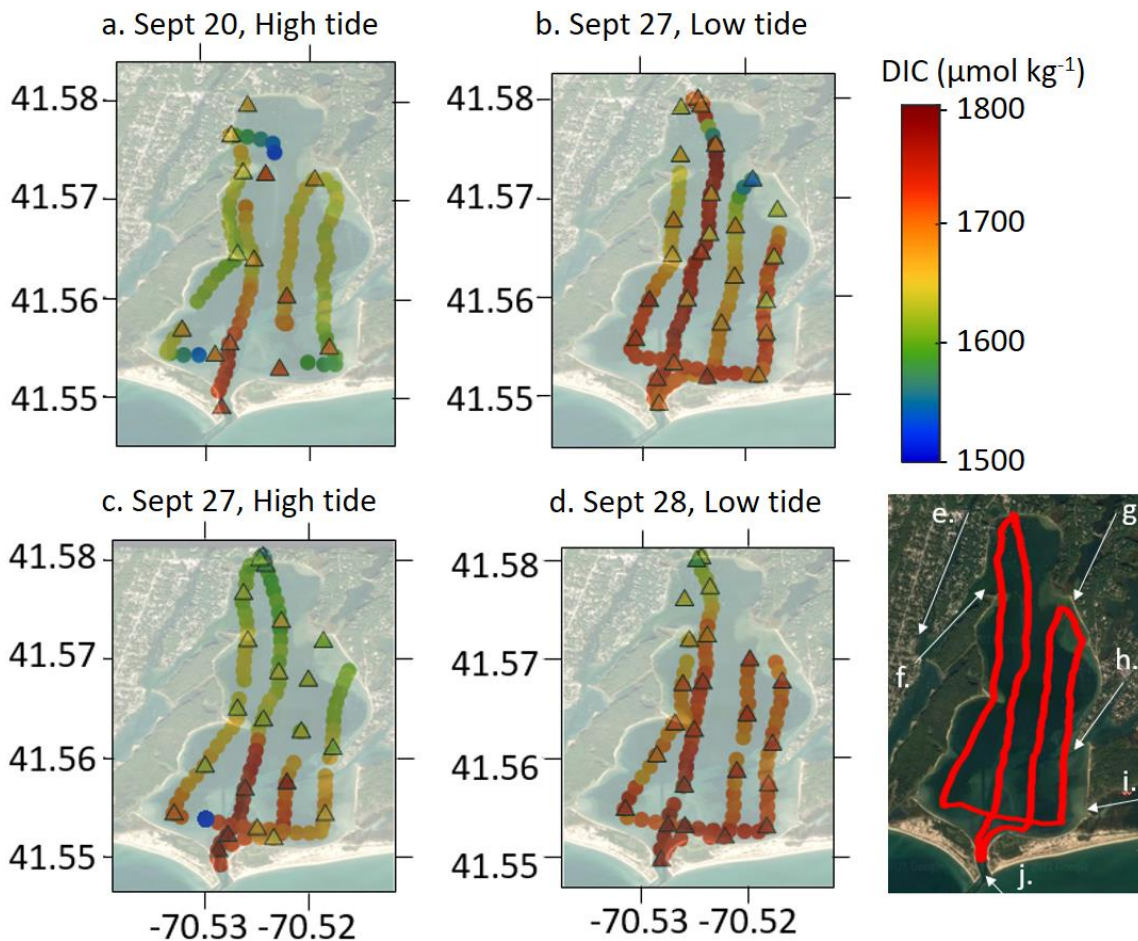 a. Sept 20, High tide
b. Sept 27, Low tide
DIC (µmol kg-1)
41.58
41.57
41.56
41.55
41.58
41.57
41.56
41.55
1800
1700
1600
1500
c. Sept 27, High tide
d. Sept 28, Low tide
41.58
41.57
41.56
41.55
41.58
41.57
41.56
41.55
-70.53 -70.52
-70.53 -70.52
e.
g.
f.
h.
i.
j.